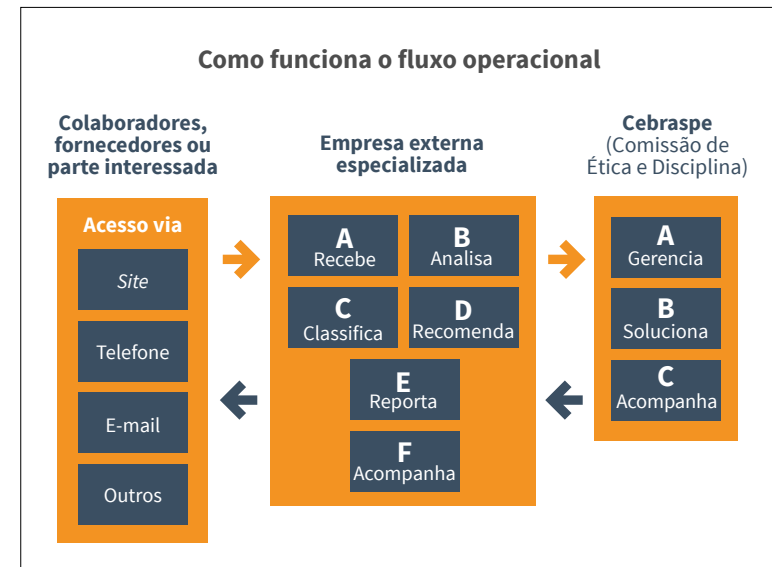 Como funciona o fluxo operacional
Colaboradores,
fornecedores ou
parte interessada
Acesso via
Site
Telefone
E-mail
Outros
Empresa externa
especializada
A
Recebe
B
Analisa
C
Classifica
D
Recomenda
E
Reporta
F
Acompanha
Cebraspe
(Comissão de
Ética e Disciplina)
A
Gerencia
B
Soluciona
C
Acompanha